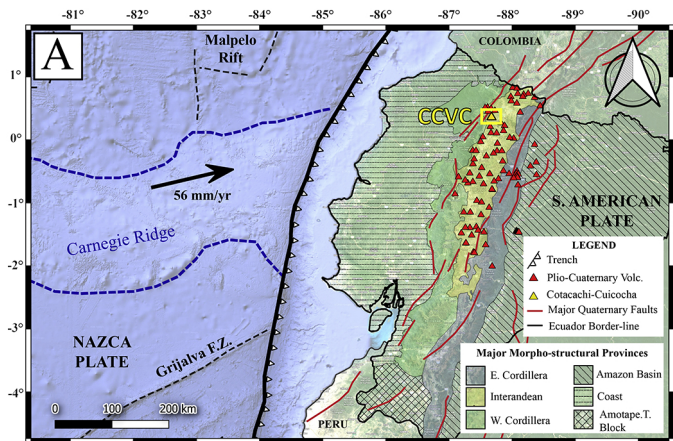 -81° -82° -83° -84° -85° -86° -87° -88° -89° -90°
A
Malpelo
Rift
COLOMBIA
1°
0°
-1°
-2°
-3°
-4°
CCVC
56 mm/yr
Carnegie Ridge
S. AMERICAN
PLATE
NAZCA
PLATE
Grijalva F.Z.
PERU
0 100 200 km
LEGEND
Trench
Plio-Cuaternary Volc.
Cotacachi-Cuicocha
Major Quaternary Faults
Ecuador Border-line
Major Morpho-structural Provinces
E. Cordillera
Interandean
W. Cordillera
Amazon Basin
Coast
Amotape.T.
Block